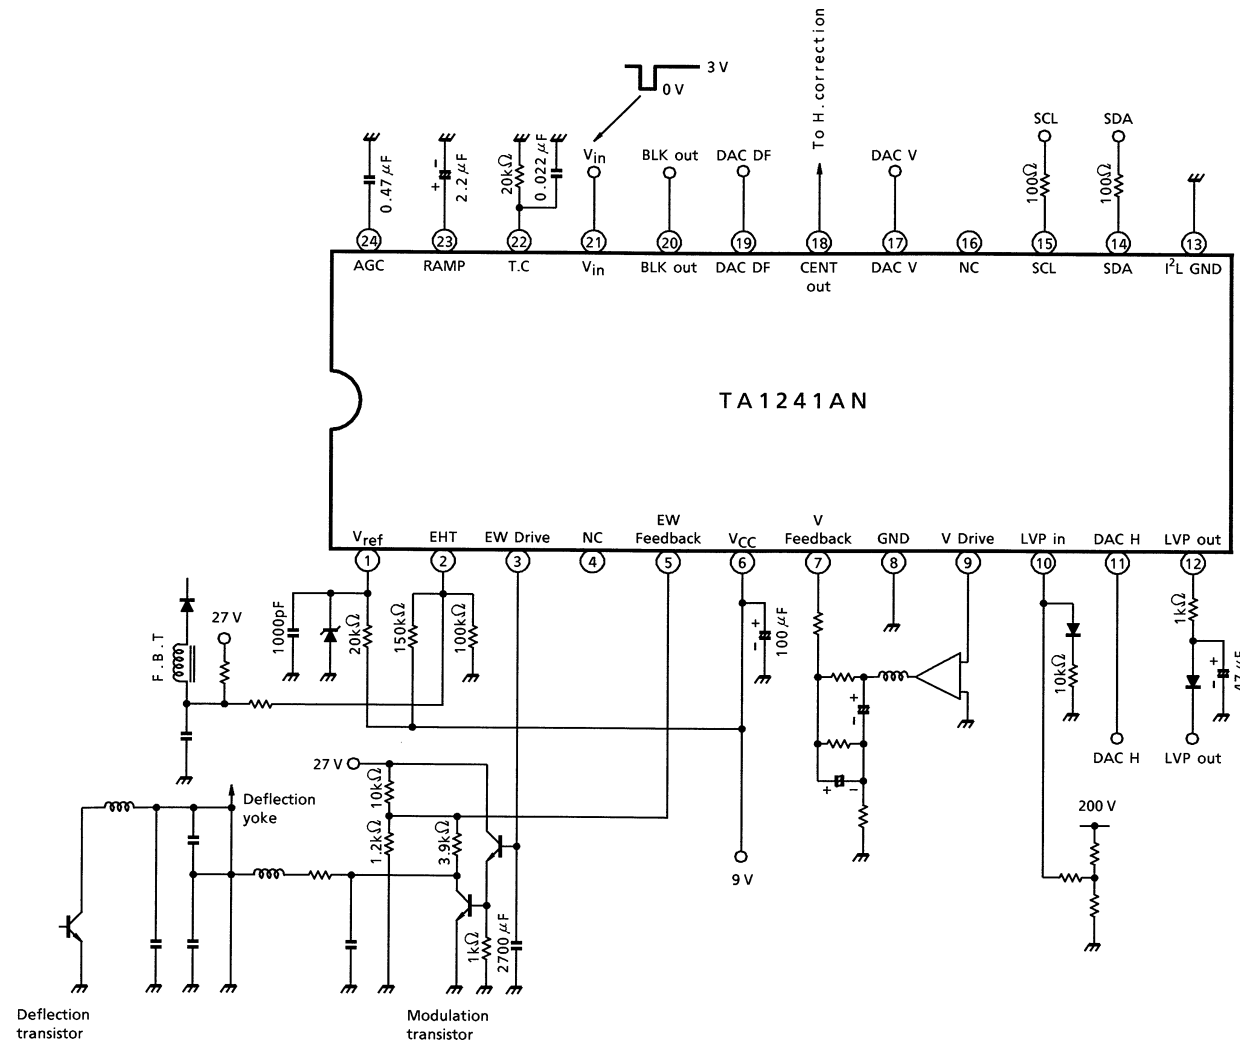 3 V
0 V
To H. correction
SCL
SDA
Vin
BLK out
DAC DF
DAC V
0.47 μF
+ −
2.2 μF
20kΩ
0.022 μF
100Ω
100Ω
24
23
22
21
20
19
18
17
16
15
14
13
AGC
RAMP
T.C
Vin
BLK out
DAC DF
CENT
out
DAC V
NC
SCL
SDA
I²L GND
TA1241AN
Vref
EHT
EW Drive
NC
EW
Feedback
VCC
V
Feedback
GND
V Drive
LVP in
DAC H
LVP out
1
2
3
4
5
6
7
8
9
10
11
12
F.B.T
27 V
1000pF
20kΩ
150kΩ
100kΩ
+
−
100 μF
+
−
+ −
10kΩ
1kΩ
+
−
DAC H
LVP out
27 V
10kΩ
1.2kΩ
3.9kΩ
Deflection
yoke
9 V
200 V
1kΩ
2700 μF
Deflection
transistor
Modulation
transistor